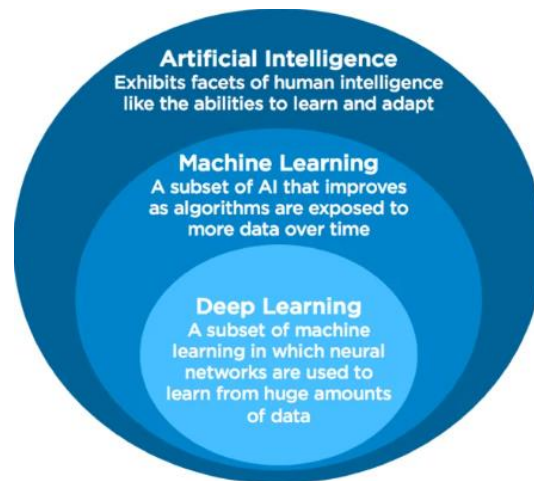 Artificial Intelligence
Exhibits facets of human intelligence
like the abilities to learn and adapt
Machine Learning
A subset of AI that improves
as algorithms are exposed to
more data over time
Deep Learning
A subset of machine
learning in which neural
networks are used to
learn from huge amounts
of data